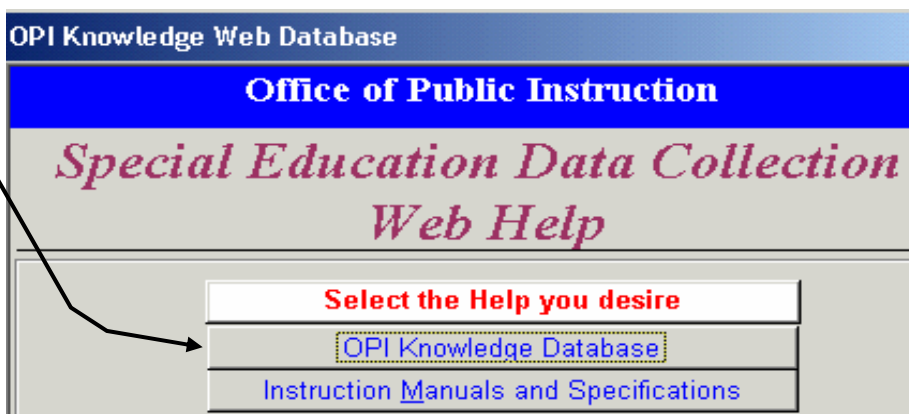 OPI Knowledge Web Database
Office of Public Instruction
Special Education Data Collection
Web Help
Select the Help you desire
OPI Knowledge Database
Instruction Manuals and Specifications